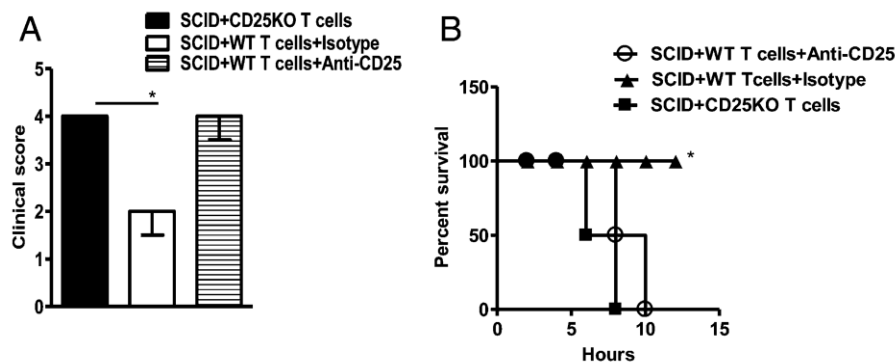 A
SCID+CD25KO T cells
SCID+WT T cells+Isotype
SCID+WT T cells+Anti-CD25
5
4
3
2
1
0
Clinical score
*
B
SCID+WT T cells+Anti-CD25
SCID+WT Tcells+Isotype
SCID+CD25KO T cells
150
100
50
0
Percent survival
*
0 5 10 15
Hours